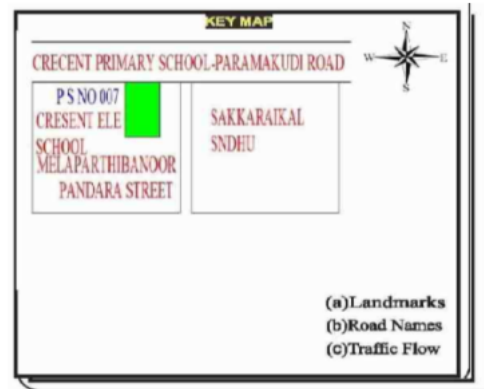 KEY MAP
N
W E
S
CRECENT PRIMARY SCHOOL-PARAMAKUDI ROAD
P S NO 007
CRESENT ELE
SCHOOL
MELAPARTHIBANOOR
PANDARA STREET
SAKKARAIKAL
SNDHU
(a)Landmarks
(b)Road Names
(c)Traffic Flow